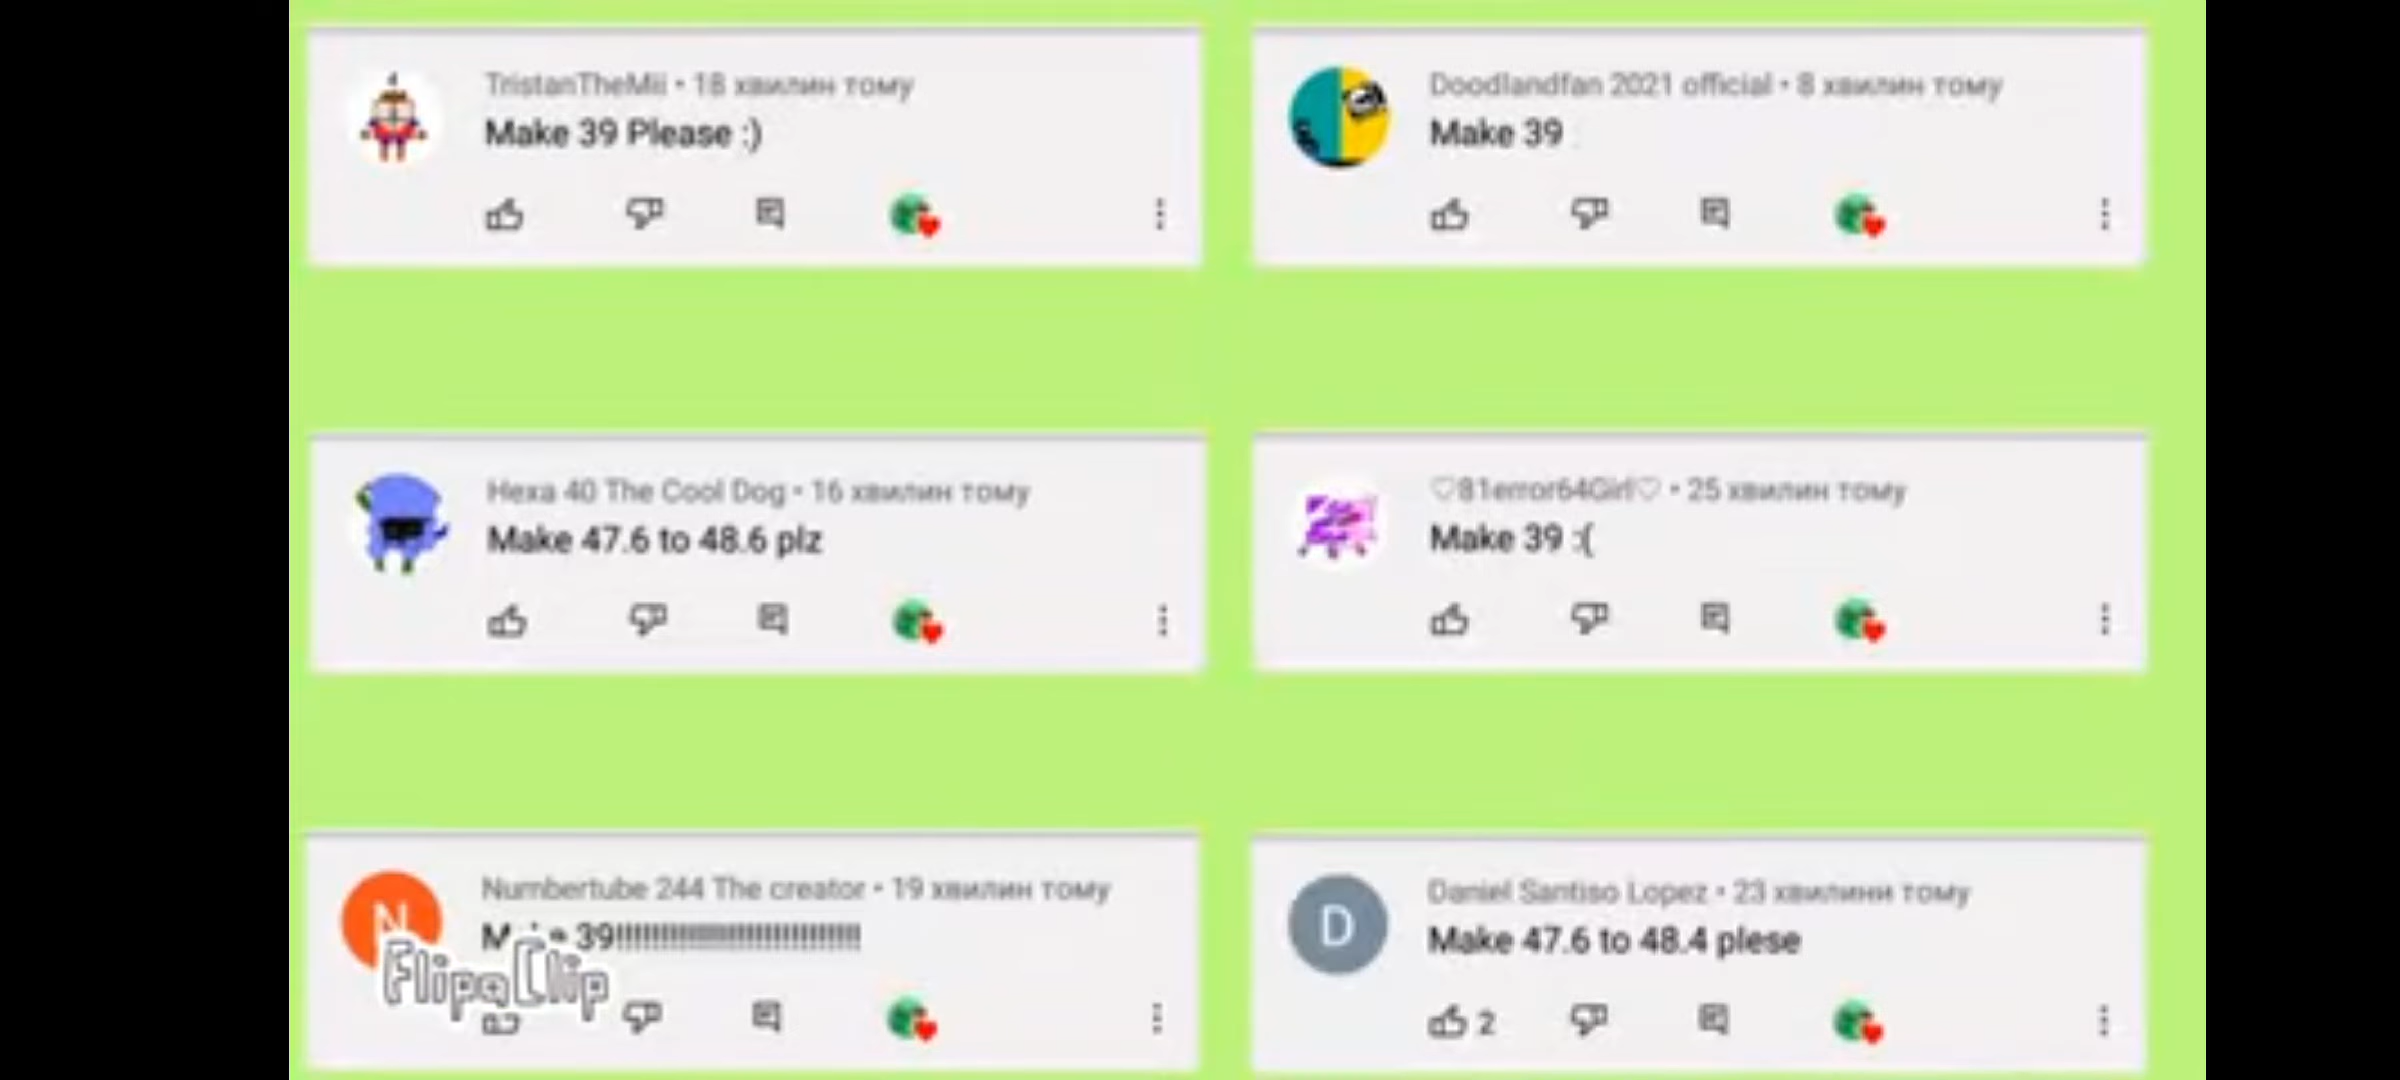 TristanTheMii • 18 хвилин тому
Make 39 Please :)
Doodlandfan 2021 official • 8 хвилин тому
Make 39
Hexa 40 The Cool Dog • 16 хвилин тому
Make 47.6 to 48.6 plz
♡81error64Girl♡ • 25 хвилин тому
Make 39 :(
N
Numbertube 244 The creator • 19 хвилин тому
39!!!!!!!!!!!!!!!!!!!!!!!!!!!!!!
FlipaClip
D
Daniel Santiso Lopez • 23 хвилини тому
Make 47.6 to 48.4 plese
2